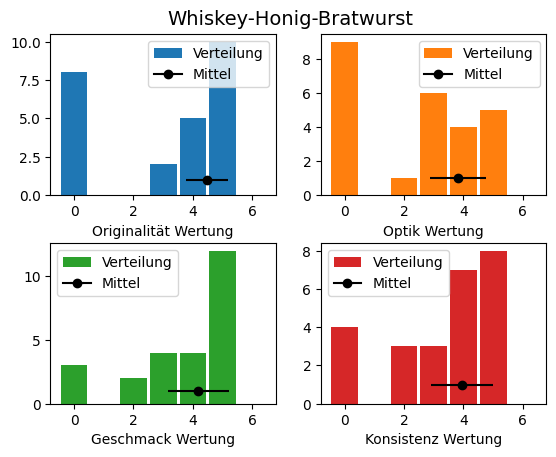 Whiskey-Honig-Bratwurst
10.0
7.5
5.0
2.5
0.0
Verteilung
Mittel
0 2 4 6
Originalität Wertung
8
6
4
2
0
Verteilung
Mittel
0 2 4 6
Optik Wertung
10
5
0
Verteilung
Mittel
0 2 4 6
Geschmack Wertung
8
6
4
2
0
Verteilung
Mittel
0 2 4 6
Konsistenz Wertung